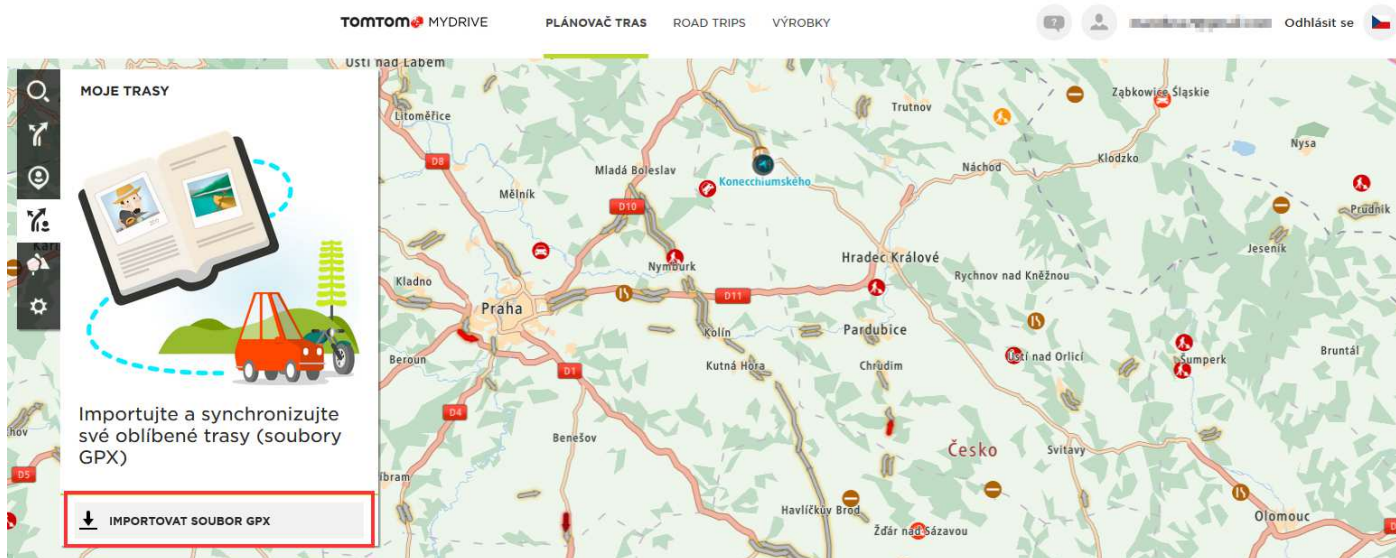 TOMTOM MYDRIVE
PLÁNOVAČ TRAS
ROAD TRIPS
VÝROBKY
?
Odhlásit se
MOJE TRASY
Importujte a synchronizujte
své oblíbené trasy (soubory
GPX)
IMPORTOVAT SOUBOR GPX
Ústí nad Labem
Litoměřice
Trutnov
Ząbkowice Śląskie
Nysa
D8
Mladá Boleslav
Náchod
Kłodzko
Mělník
Konecchlumského
D10
Prudnik
Jeseník
Nymburk
Hradec Králové
Kladno
Rychnov nad Kněžnou
Praha
D11
Kolín
Pardubice
Ústí nad Orlicí
Šumperk
Bruntál
Beroun
D1
Kutná Hora
Chrudim
D4
Benešov
Česko
Svitavy
D5
íbram
Havlíčkův Brod
Olomouc
Žďár nad Sázavou